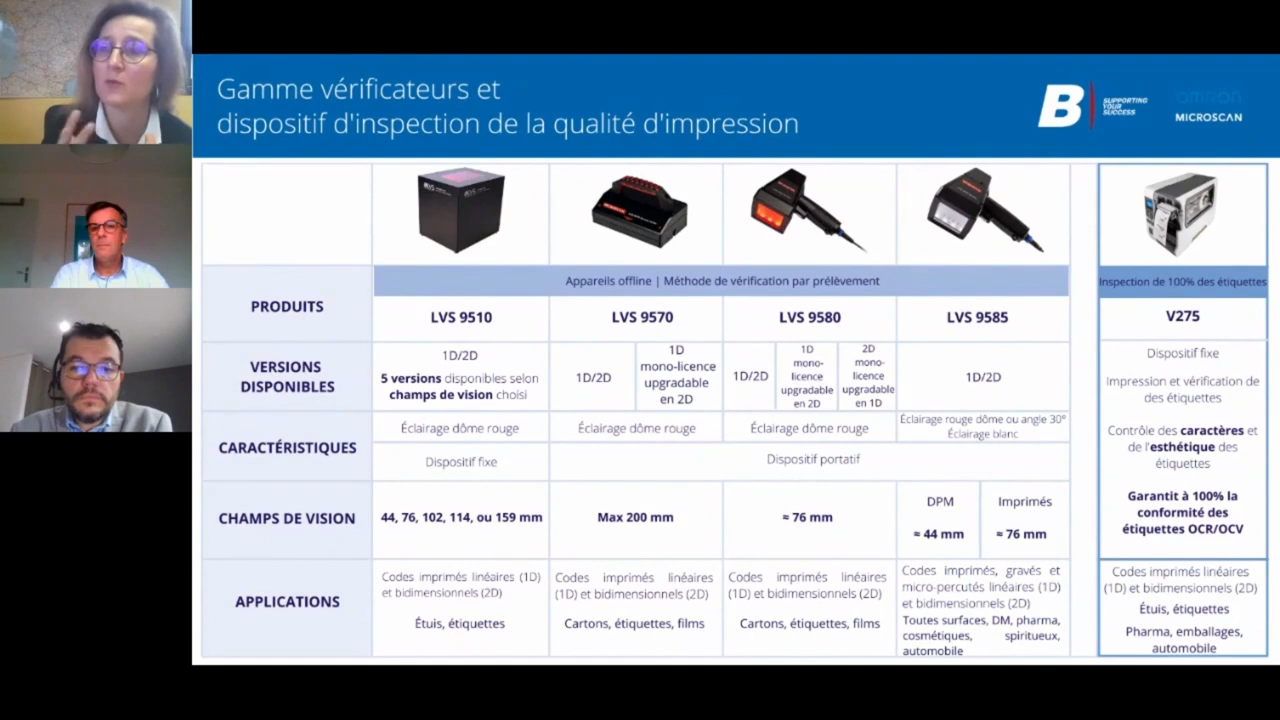 Gamme vérificateurs et
dispositif d'inspection de la qualité d'impression
B
SUPPORTING
YOUR
SUCCESS
OMRON
MICROSCAN
PRODUITS
Appareils offline | Méthode de vérification par prélèvement
Inspection de 100% des étiquettes
LVS 9510
LVS 9570
LVS 9580
LVS 9585
V275
VERSIONS
DISPONIBLES
1D/2D
5 versions disponibles selon
champs de vision choisi
1D/2D
1D
mono-licence
upgradable
en 2D
1D/2D
1D
mono-
licence
upgradable
en 2D
2D
mono-
licence
upgradable
en 1D
1D/2D
Dispositif fixe
Impression et vérification de
des étiquettes
Contrôle des caractères et
de l'esthétique des
étiquettes
Garantit à 100% la
conformité des
étiquettes OCR/OCV
CARACTÉRISTIQUES
Éclairage dôme rouge
Éclairage dôme rouge
Éclairage dôme rouge
Éclairage rouge dôme ou angle 30°
Éclairage blanc
Dispositif fixe
Dispositif portatif
CHAMPS DE VISION
44, 76, 102, 114, ou 159 mm
Max 200 mm
≈ 76 mm
DPM
≈ 44 mm
Imprimés
≈ 76 mm
APPLICATIONS
Codes imprimés linéaires (1D)
et bidimensionnels (2D)
Étuis, étiquettes
Codes imprimés linéaires
(1D) et bidimensionnels (2D)
Cartons, étiquettes, films
Codes imprimés linéaires
(1D) et bidimensionnels (2D)
Cartons, étiquettes, films
Codes imprimés, gravés et
micro-percutés linéaires (1D)
et bidimensionnels (2D)
Toutes surfaces, DM, pharma,
cosmétiques, spiritueux,
automobile
Codes imprimés linéaires
(1D) et bidimensionnels (2D)
Étuis, étiquettes
Pharma, emballages,
automobile